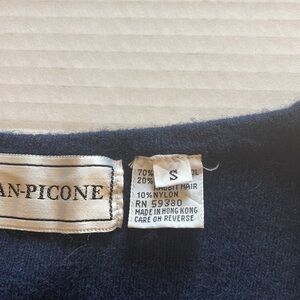 AN-PICONE
S
70%
20% RABBIT HAIR
10% NYLON
RN 59380
MADE IN HONG KONG
CARE ON REVERSE